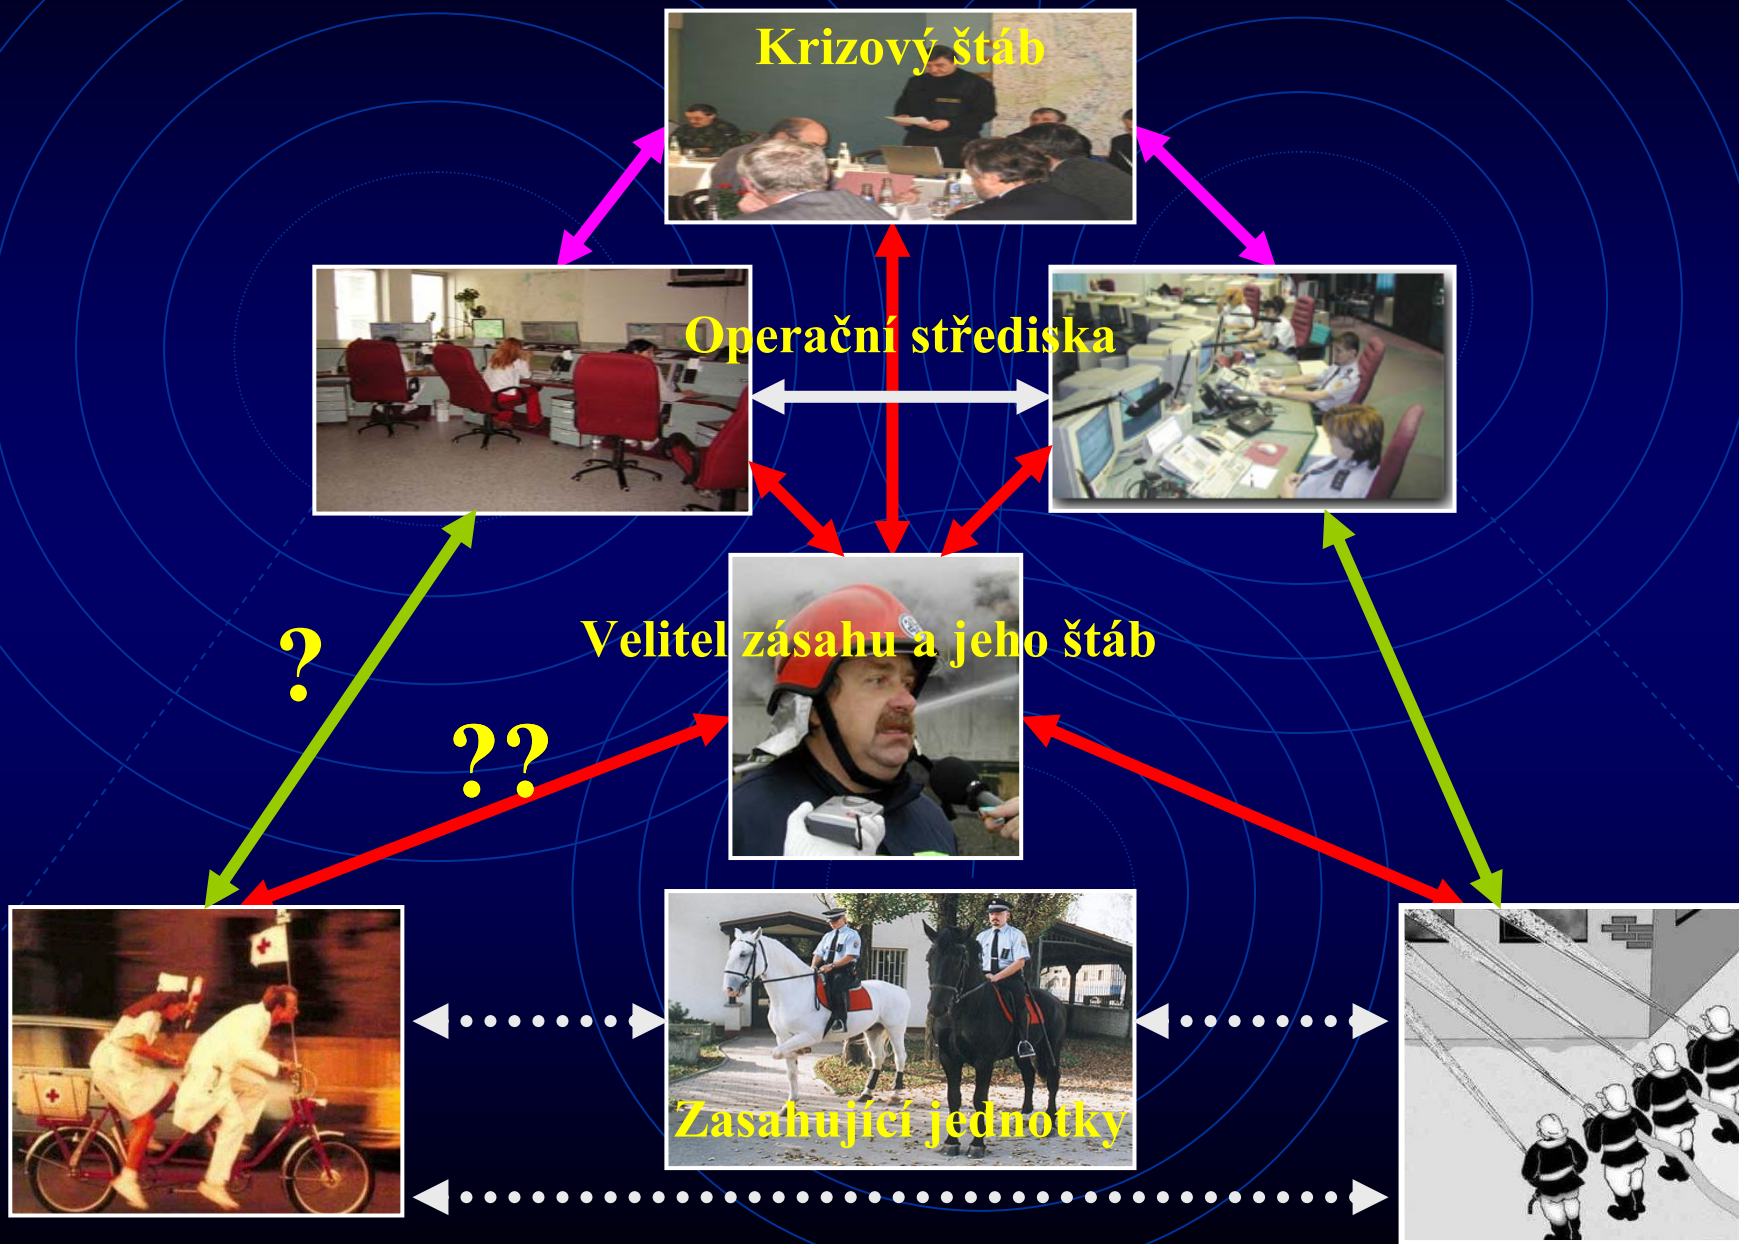 Krizový štáb
Operační střediska
Velitel zásahu a jeho štáb
?
??
Zasahující jednotky